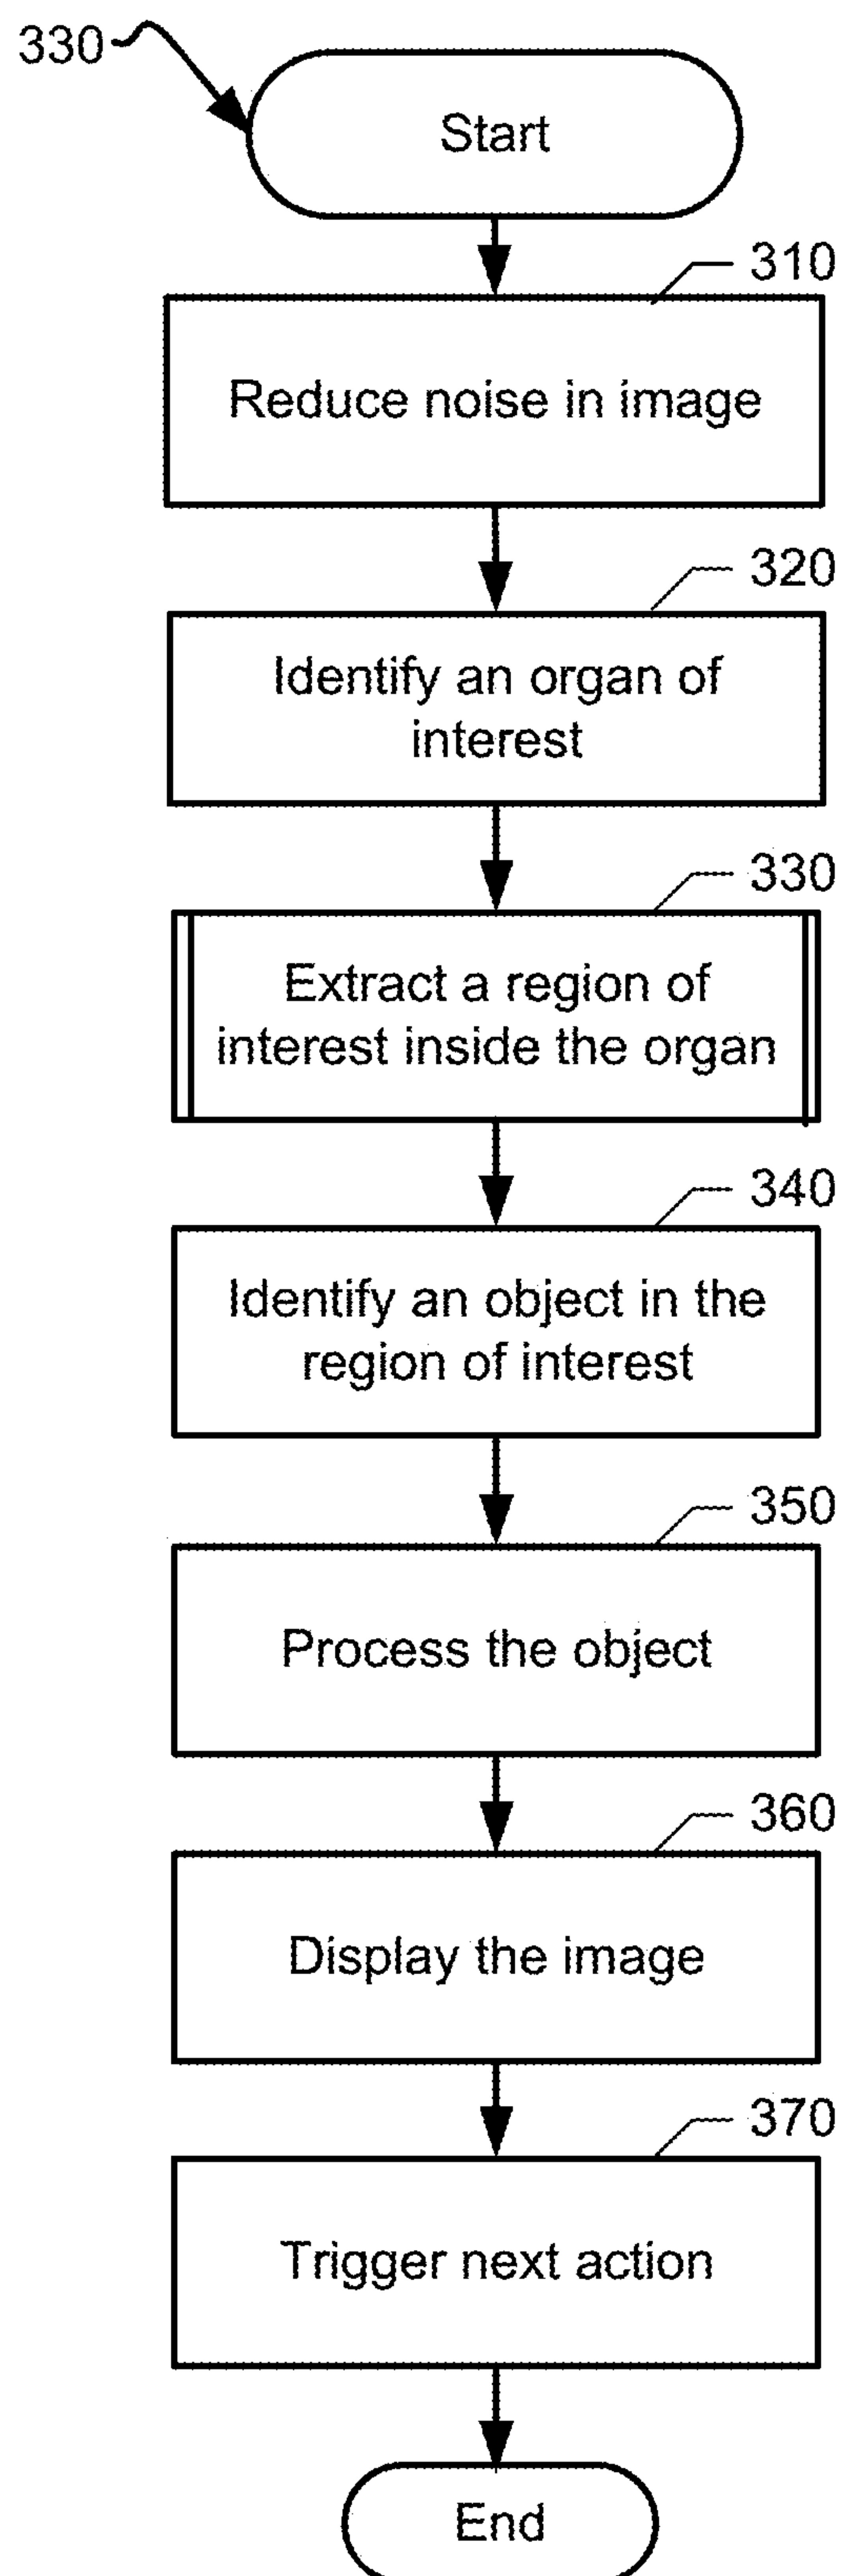 330
Start
310
Reduce noise in image
320
Identify an organ of
interest
330
Extract a region of
interest inside the organ
340
Identify an object in the
region of interest
350
Process the object
360
Display the image
370
Trigger next action
End